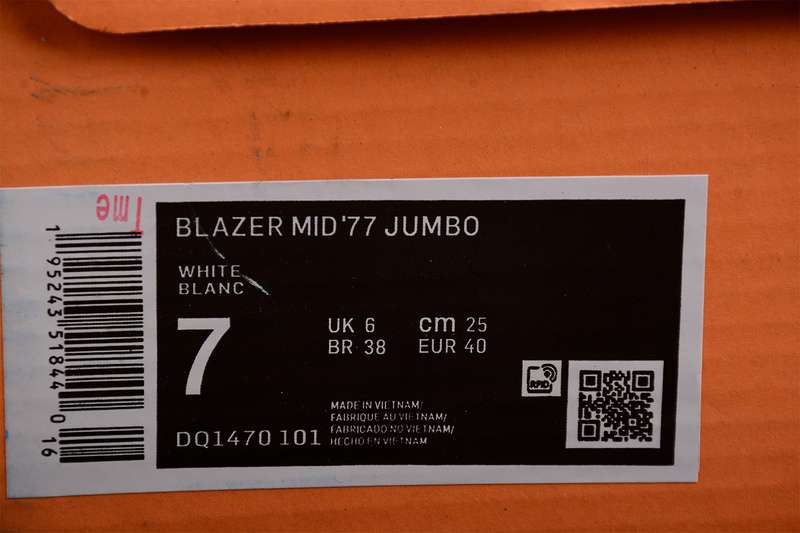 BLAZER MID '77 JUMBO
WHITE
BLANC
7
UK 6
cm 25
BR 38
EUR 40
DQ1470 101
MADE IN VIETNAM/
FABRIQUE AU VIETNAM/
FABRICADO NO VIETNAM/
HECHO EN VIETNAM
RFID
1 95243 51844 0 16